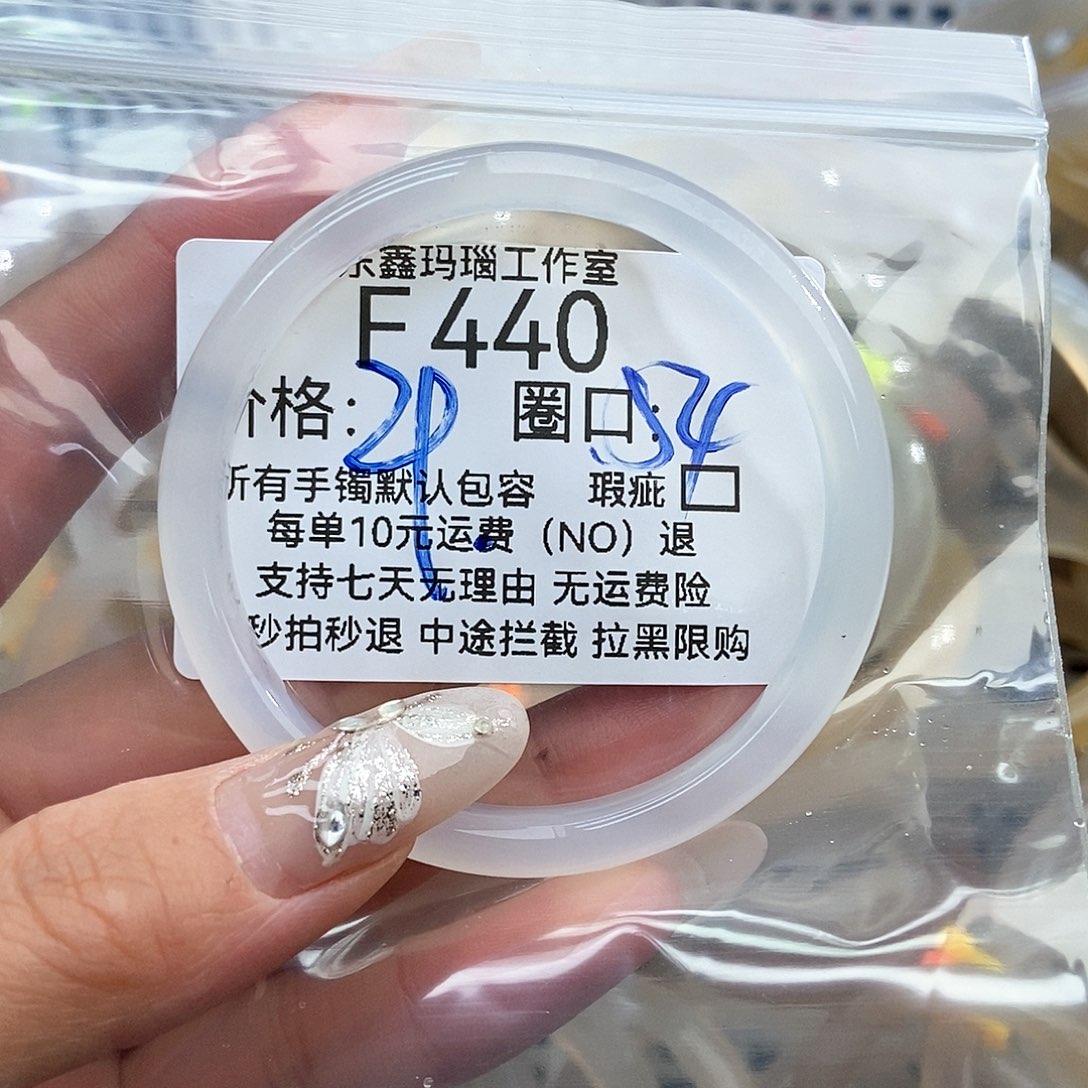 东鑫玛瑙工作室
F440
价格: 29 圈口: 54
所有手镯默认包容 瑕疵
每单10元运费（NO）退
支持七天无理由 无运费险
秒拍秒退 中途拦截 拉黑限购